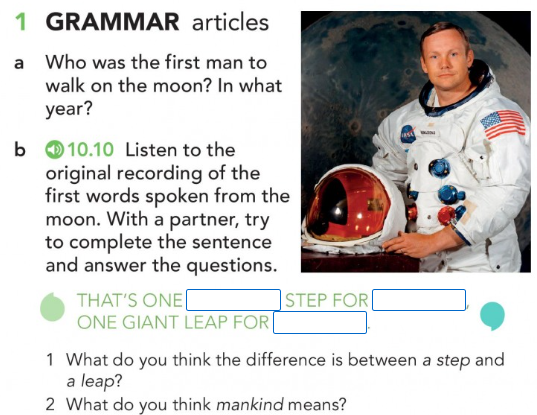 1 GRAMMAR articles
a Who was the first man to
walk on the moon? In what
year?
b 10.10 Listen to the
original recording of the
first words spoken from the
moon. With a partner, try
to complete the sentence
and answer the questions.
THAT'S ONE STEP FOR ,
ONE GIANT LEAP FOR .
1 What do you think the difference is between a step and
a leap?
2 What do you think mankind means?